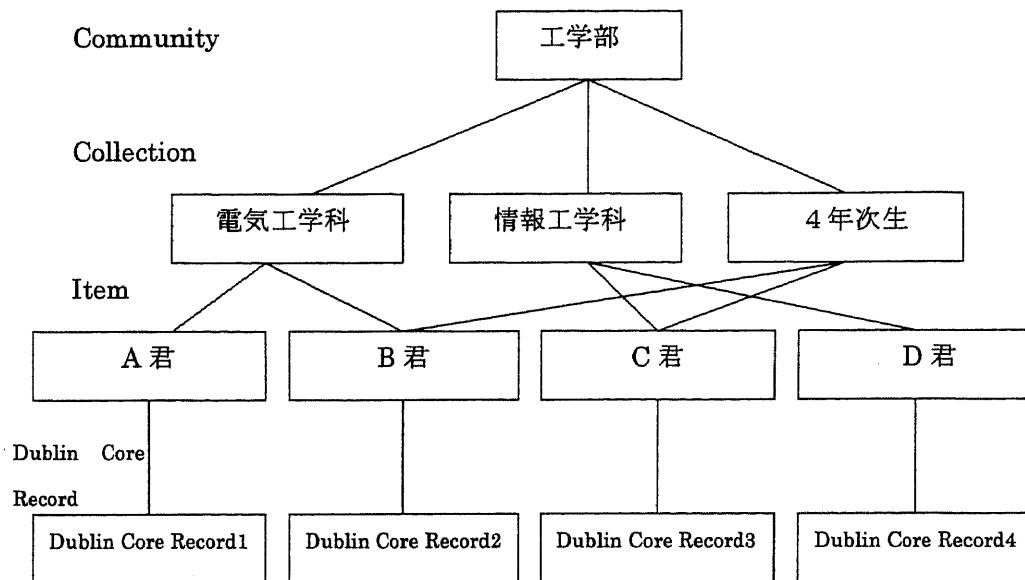 Community
工学部
Collection
電気工学科
情報工学科
4年次生
Item
A君
B君
C君
D君
Dublin Core
Record
Dublin Core Record1
Dublin Core Record2
Dublin Core Record3
Dublin Core Record4